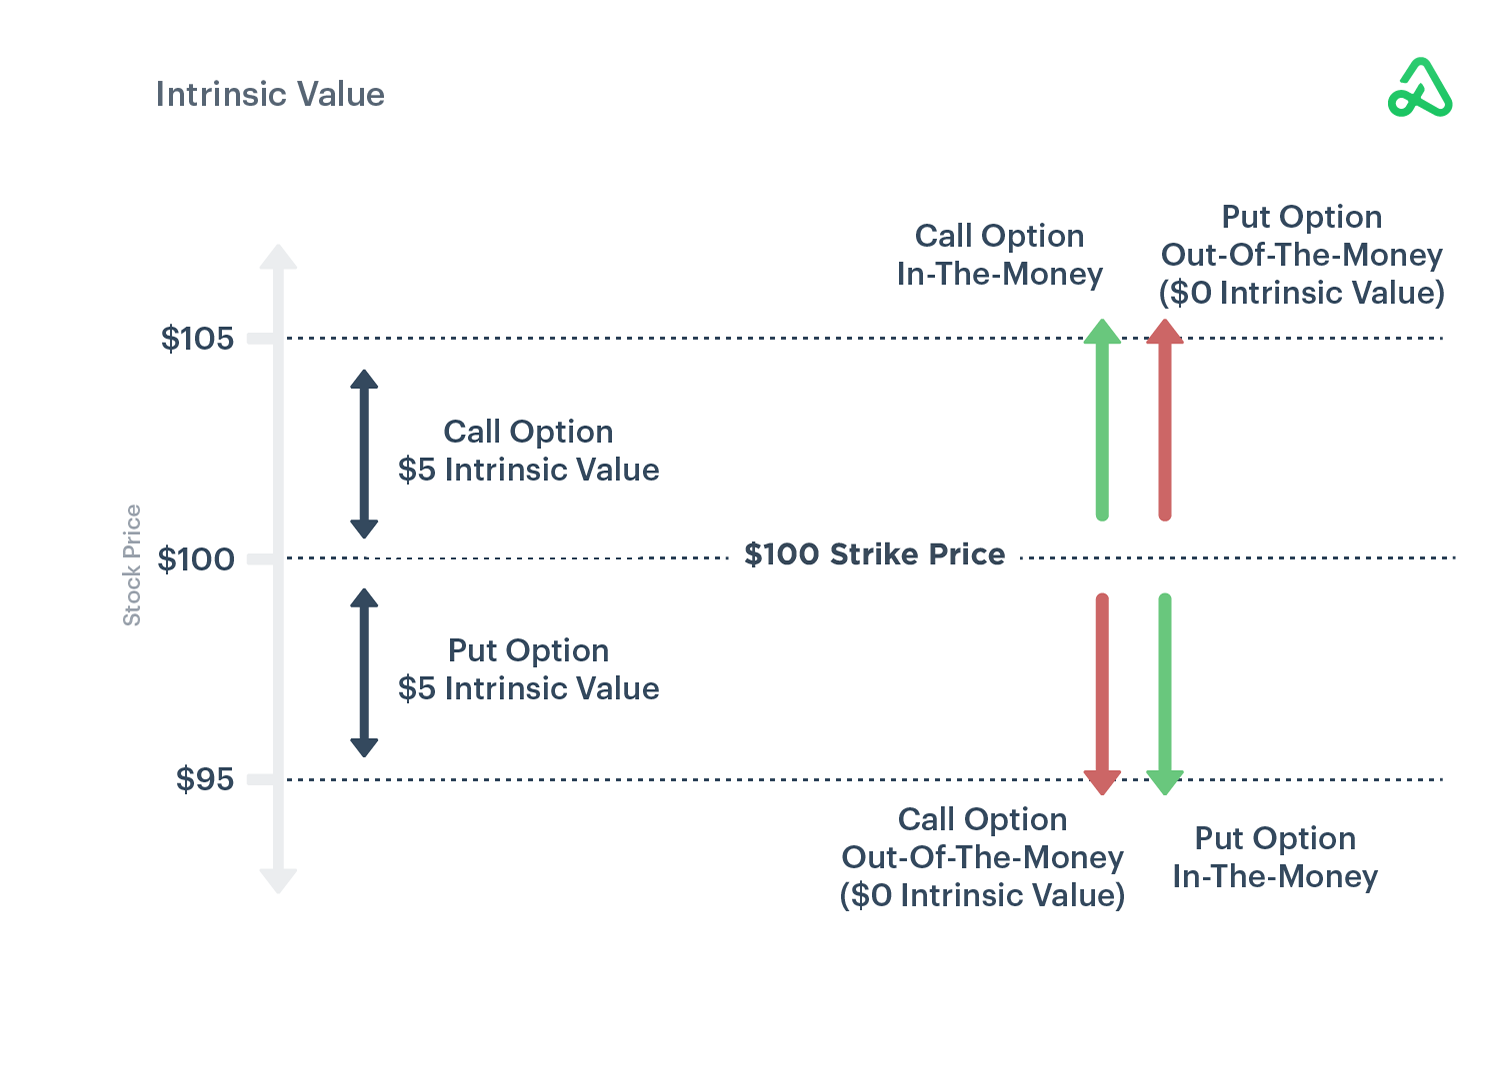 Intrinsic Value
Call Option
In-The-Money
Put Option
Out-Of-The-Money
($0 Intrinsic Value)
$105
Call Option
$5 Intrinsic Value
Stock Price
$100
$100 Strike Price
Put Option
$5 Intrinsic Value
$95
Call Option
Out-Of-The-Money
($0 Intrinsic Value)
Put Option
In-The-Money